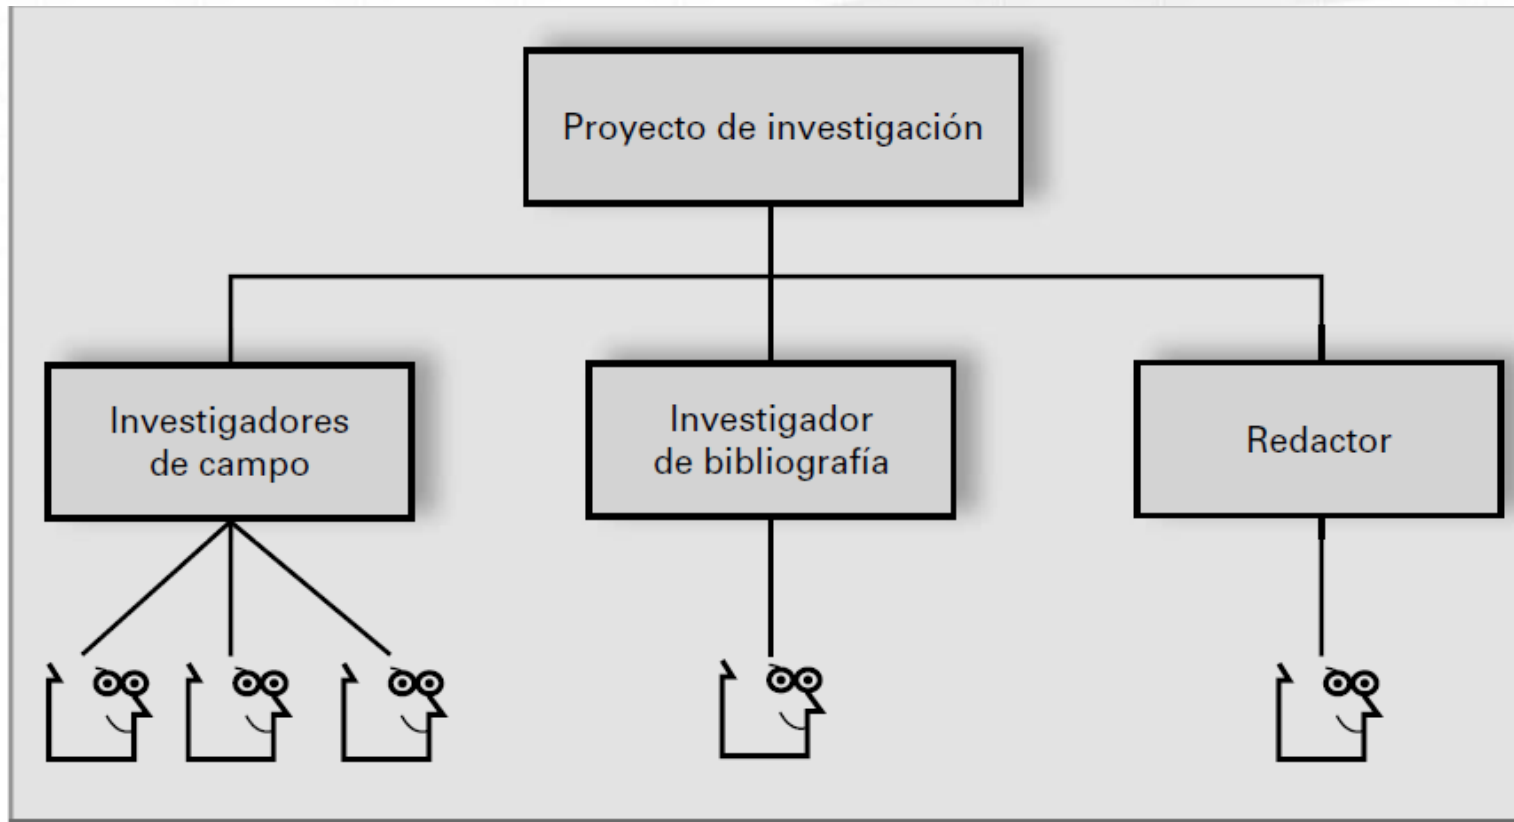 Proyecto de investigación
Investigadores
de campo
Investigador
de bibliografía
Redactor